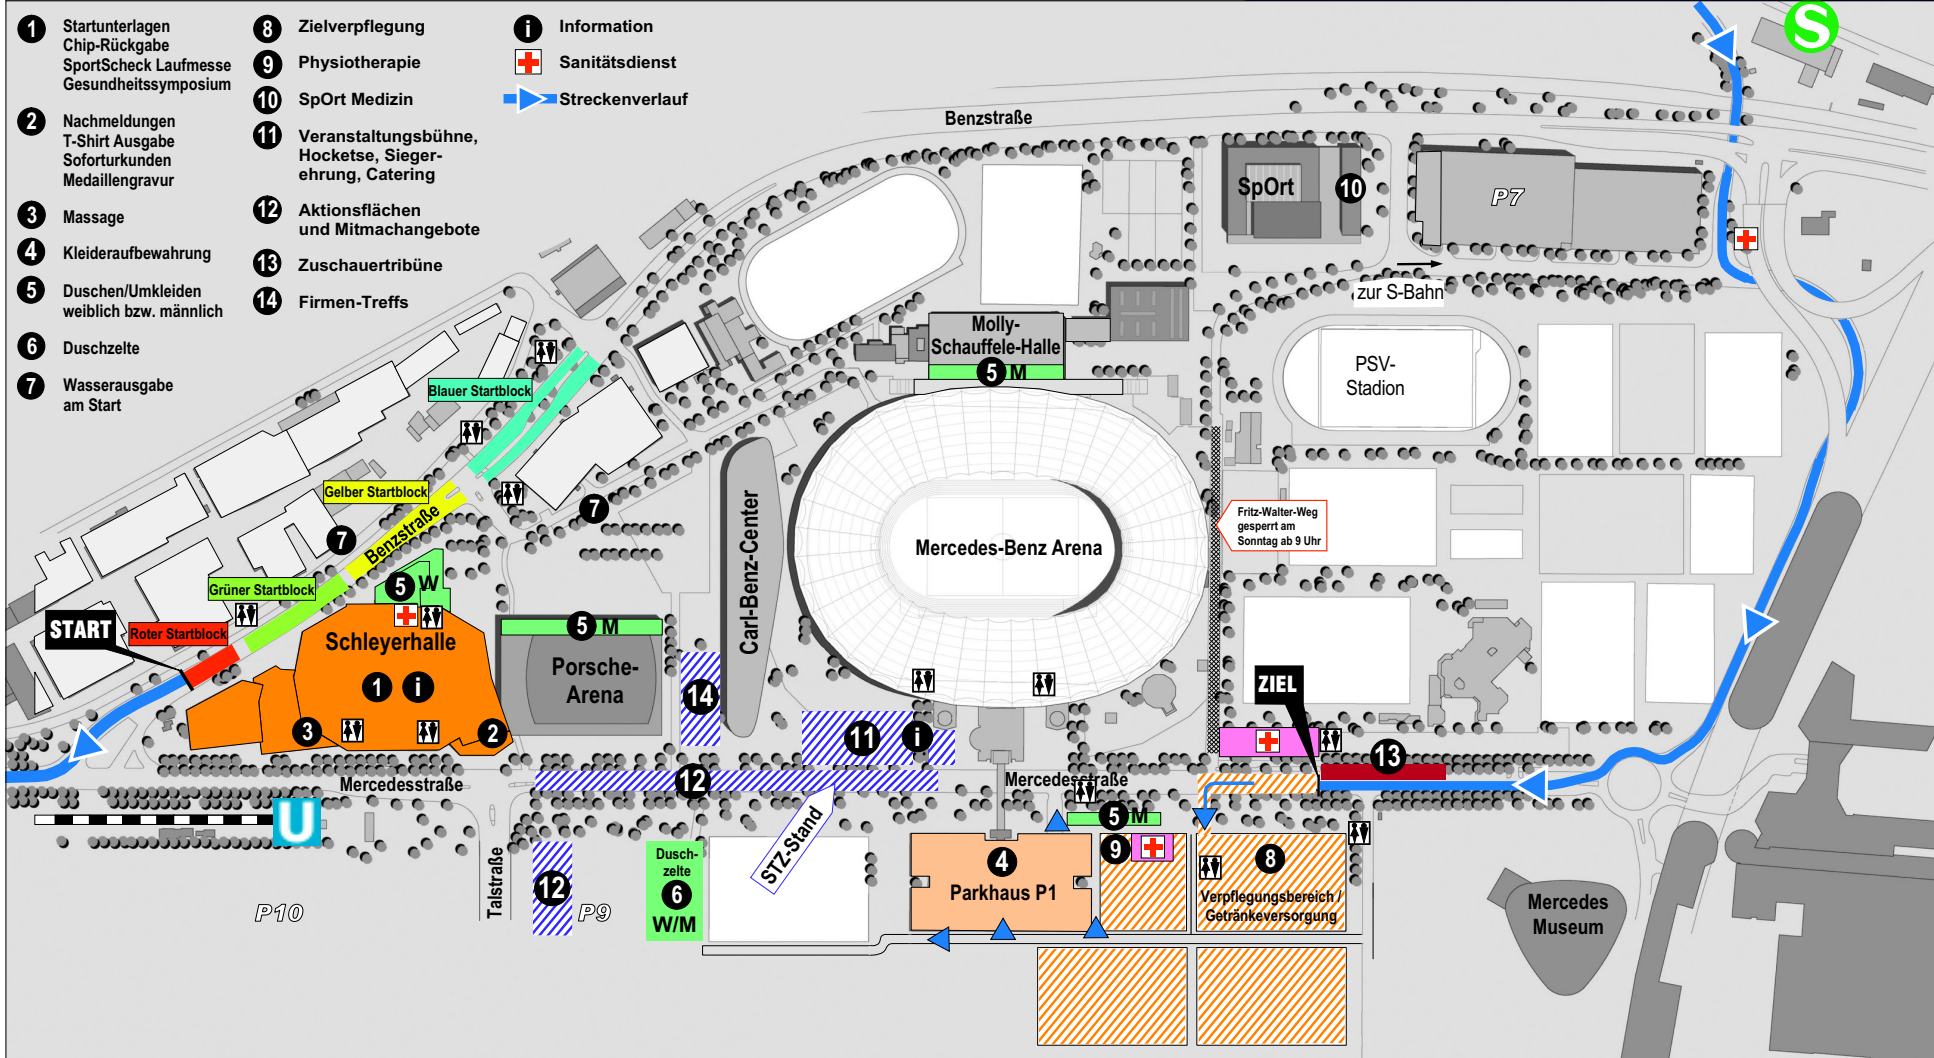 1 Startunterlagen
Chip-Rückgabe
SportScheck Laufmesse
Gesundheitssymposium
2 Nachmeldungen
T-Shirt Ausgabe
Soforturkunden
Medaillengravur
3 Massage
4 Kleideraufbewahrung
5 Duschen/Umkleiden
weiblich bzw. männlich
6 Duschzelte
7 Wasserausgabe
am Start
8 Zielverpflegung
9 Physiotherapie
10 SpOrt Medizin
11 Veranstaltungsbühne,
Hocketse, Sieger-
ehrung, Catering
12 Aktionsflächen
und Mitmachangebote
13 Zuschauertribüne
14 Firmen-Treffs
i Information
Sanitätsdienst
Streckenverlauf
S
Benzstraße
SpOrt
10
P7
zur S-Bahn
Molly-
Schauffele-Halle
5 M
PSV-
Stadion
Blauer Startblock
Gelber Startblock
Benzstraße
7
7
Grüner Startblock
5 W
START
Roter Startblock
Schleyerhalle
1 i
3
2
5 M
Porsche-
Arena
14
Carl-Benz-Center
Mercedes-Benz Arena
Fritz-Walter-Weg
gesperrt am
Sonntag ab 9 Uhr
ZIEL
11 i
13
12
Mercedesstraße
Mercedesstraße
U
STZ-Stand
5 M
9
4
Parkhaus P1
8
Verpflegungsbereich /
Getränkeversorgung
Talstraße
12
P10
P9
Dusch-
zelte
6
W/M
Mercedes
Museum